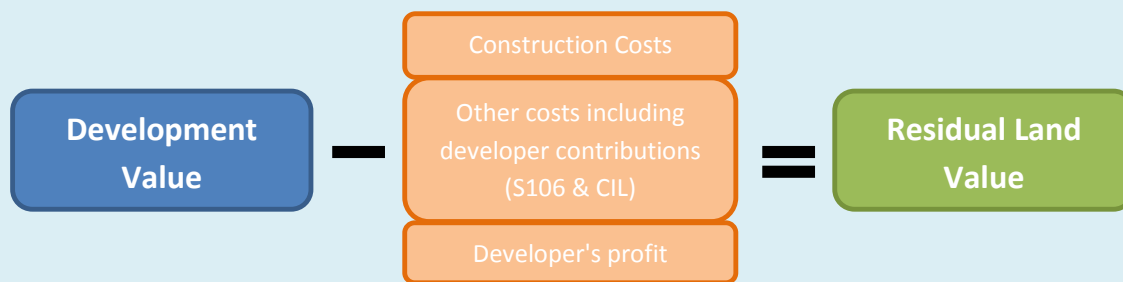 Development
Value
Construction Costs
Other costs including
developer contributions
(S106 & CIL)
Developer's profit
Residual Land
Value